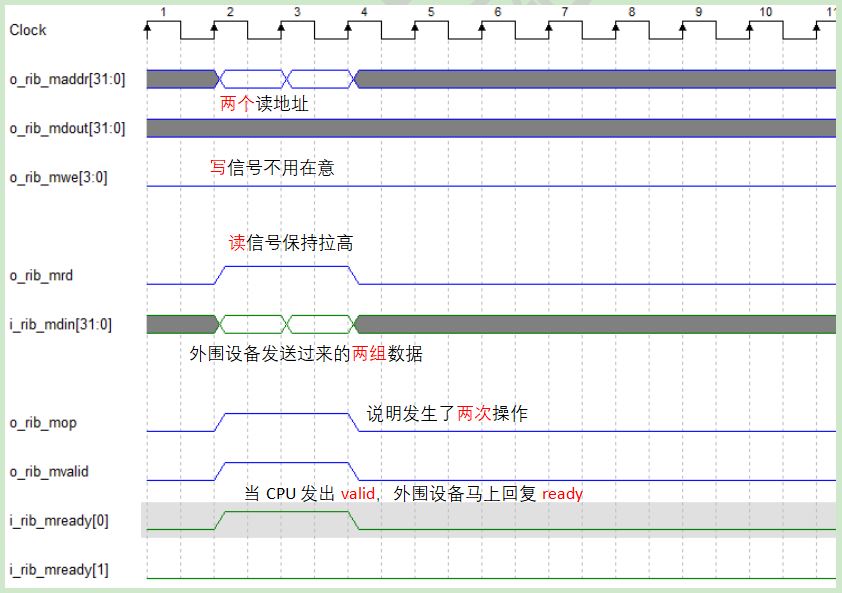 1 2 3 4 5 6 7 8 9 10 11
Clock
o_rib_maddr[31:0]
两个读地址
o_rib_mdout[31:0]
写信号不用在意
o_rib_mwe[3:0]
读信号保持拉高
o_rib_mrd
i_rib_mdin[31:0]
外围设备发送过来的两组数据
说明发生了两次操作
o_rib_mop
o_rib_mvalid
当 CPU 发出 valid，外围设备马上回复 ready
i_rib_mready[0]
i_rib_mready[1]